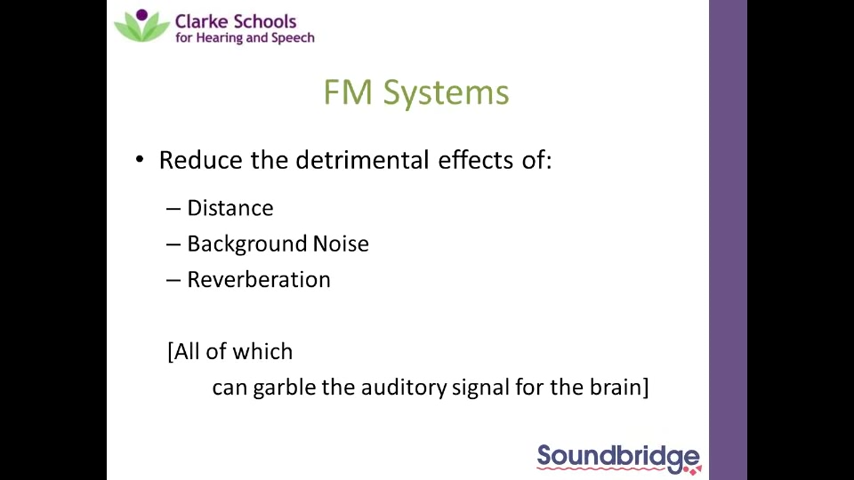 Clarke Schools
for Hearing and Speech
FM Systems
• Reduce the detrimental effects of:
– Distance
– Background Noise
– Reverberation
[All of which
can garble the auditory signal for the brain]
Soundbridge